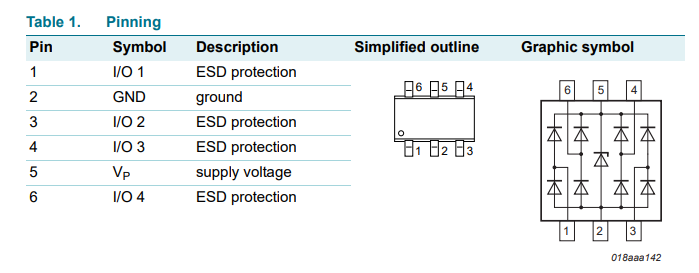 Table 1. Pinning
Pin Symbol Description Simplified outline Graphic symbol
1 I/O 1 ESD protection
2 GND ground
3 I/O 2 ESD protection
4 I/O 3 ESD protection
5 VP supply voltage
6 I/O 4 ESD protection
6 5 4
1 2 3
6 5 4
1 2 3
018aaa142